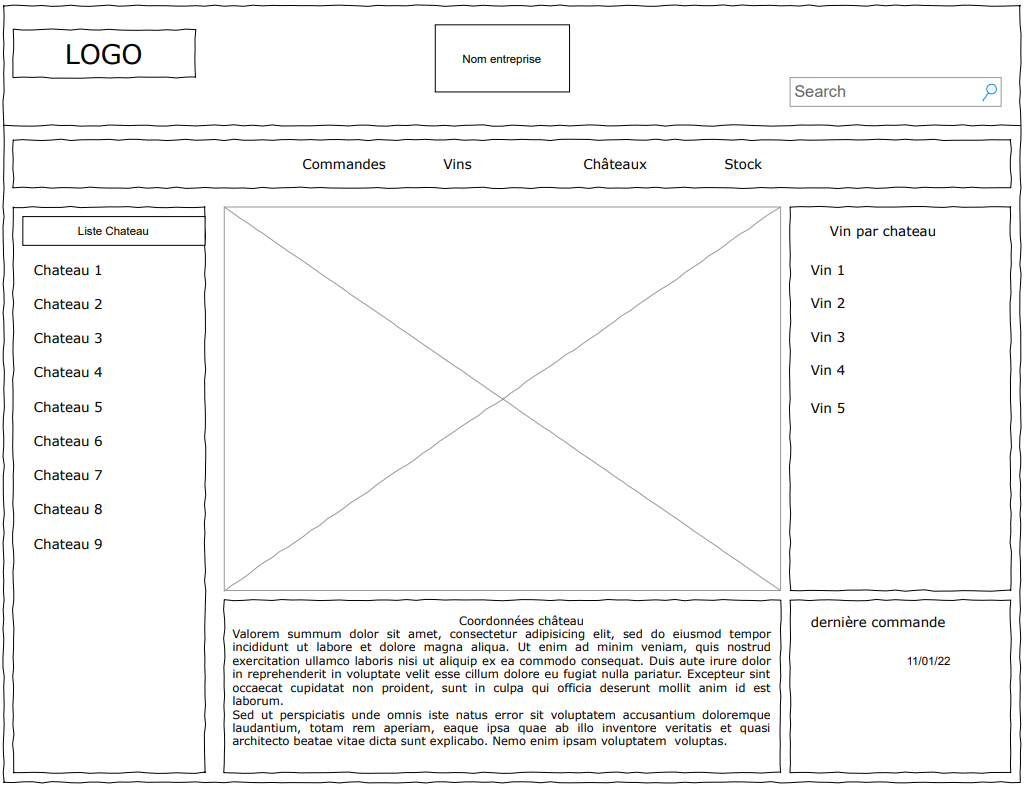 LOGO
Nom entreprise
Search
Commandes Vins Châteaux Stock
Liste Chateau
Chateau 1
Chateau 2
Chateau 3
Chateau 4
Chateau 5
Chateau 6
Chateau 7
Chateau 8
Chateau 9
Vin par chateau
Vin 1
Vin 2
Vin 3
Vin 4
Vin 5
Coordonnées château
Valorem summum dolor sit amet, consectetur adipisicing elit, sed do eiusmod tempor
incididunt ut labore et dolore magna aliqua. Ut enim ad minim veniam, quis nostrud
exercitation ullamco laboris nisi ut aliquip ex ea commodo consequat. Duis aute irure dolor
in reprehenderit in voluptate velit esse cillum dolore eu fugiat nulla pariatur. Excepteur sint
occaecat cupidatat non proident, sunt in culpa qui officia deserunt mollit anim id est
laborum.
Sed ut perspiciatis unde omnis iste natus error sit voluptatem accusantium doloremque
laudantium, totam rem aperiam, eaque ipsa quae ab illo inventore veritatis et quasi
architecto beatae vitae dicta sunt explicabo. Nemo enim ipsam voluptatem voluptas.
dernière commande
11/01/22